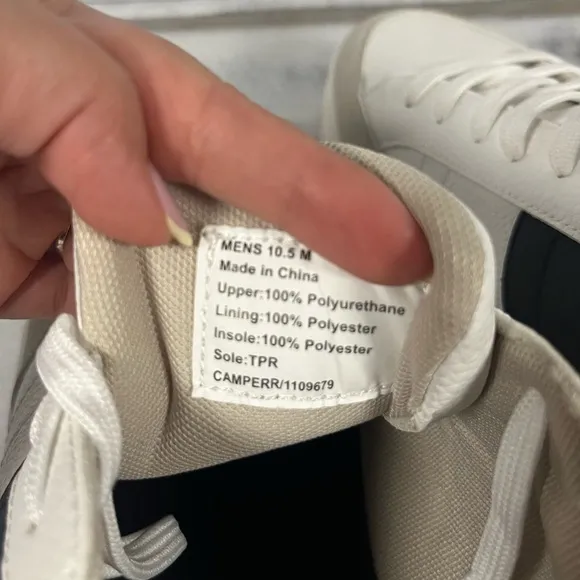 MENS 10.5 M
Made in China
Upper:100% Polyurethane
Lining:100% Polyester
Insole:100% Polyester
Sole:TPR
CAMPERR/1109679